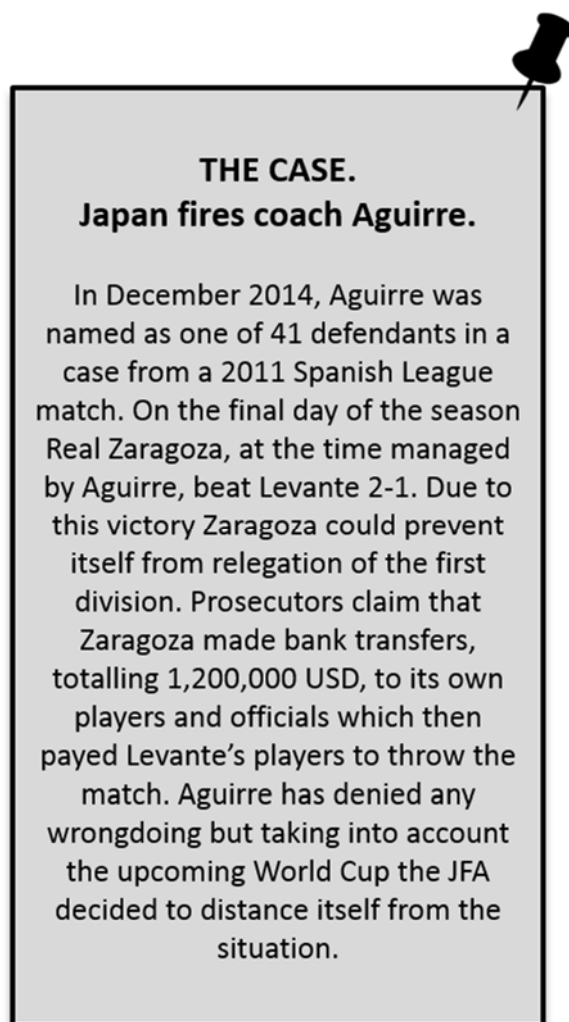 THE CASE.
Japan fires coach Aguirre.
In December 2014, Aguirre was
named as one of 41 defendants in a
case from a 2011 Spanish League
match. On the final day of the season
Real Zaragoza, at the time managed
by Aguirre, beat Levante 2-1. Due to
this victory Zaragoza could prevent
itself from relegation of the first
division. Prosecutors claim that
Zaragoza made bank transfers,
totalling 1,200,000 USD, to its own
players and officials which then
payed Levante’s players to throw the
match. Aguirre has denied any
wrongdoing but taking into account
the upcoming World Cup the JFA
decided to distance itself from the
situation.